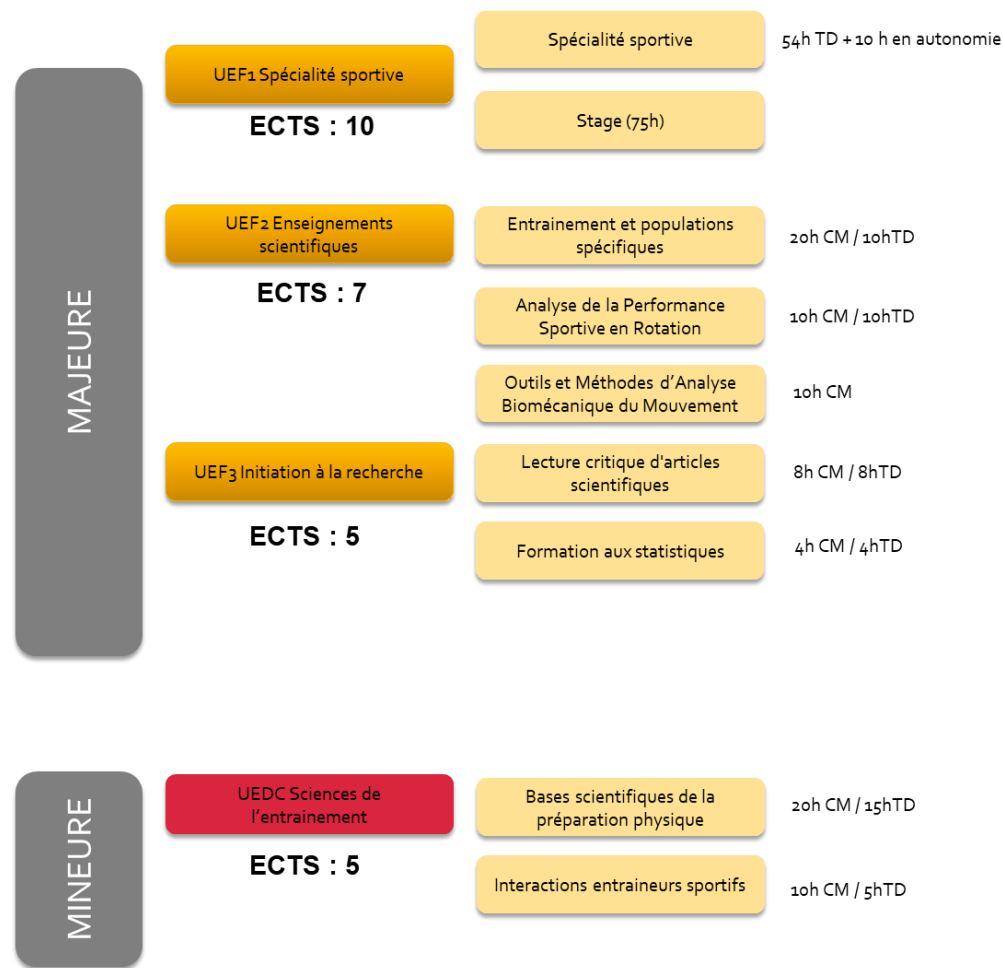 MAJEURE
UEF1 Spécialité sportive
ECTS : 10
Spécialité sportive
54h TD + 10 h en autonomie
Stage (75h)
UEF2 Enseignements
scientifiques
ECTS : 7
Entrainement et populations
spécifiques
20h CM / 10hTD
Analyse de la Performance
Sportive en Rotation
10h CM / 10hTD
Outils et Méthodes d’Analyse
Biomécanique du Mouvement
10h CM
UEF3 Initiation à la recherche
ECTS : 5
Lecture critique d'articles
scientifiques
8h CM / 8hTD
Formation aux statistiques
4h CM / 4hTD
MINEURE
UEDC Sciences de
l’entrainement
ECTS : 5
Bases scientifiques de la
préparation physique
20h CM / 15hTD
Interactions entraineurs sportifs
10h CM / 5hTD